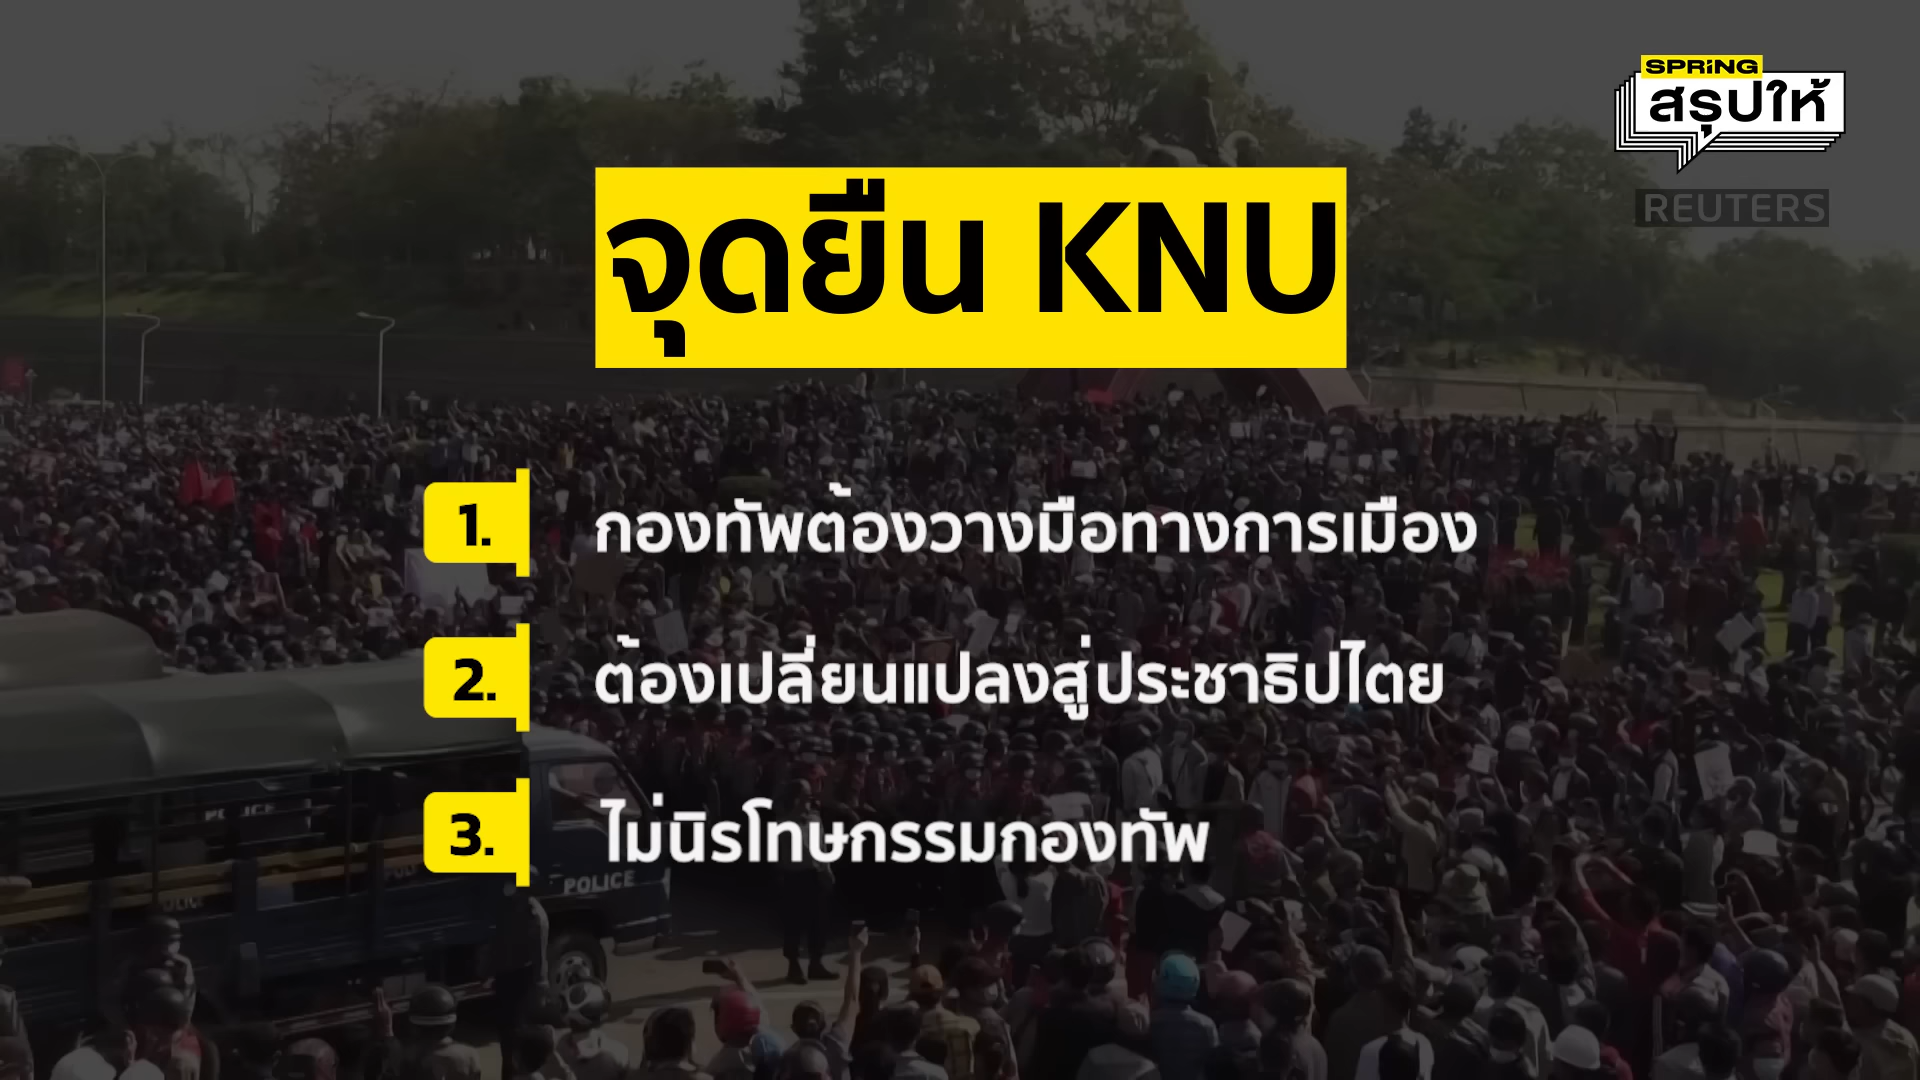 SPRiNG
สรุปให้
REUTERS
จุดยืน KNU
1. กองทัพต้องวางมือทางการเมือง
2. ต้องเปลี่ยนแปลงสู่ประชาธิปไตย
3. ไม่นิรโทษกรรมกองทัพ
POLICE
POLICE